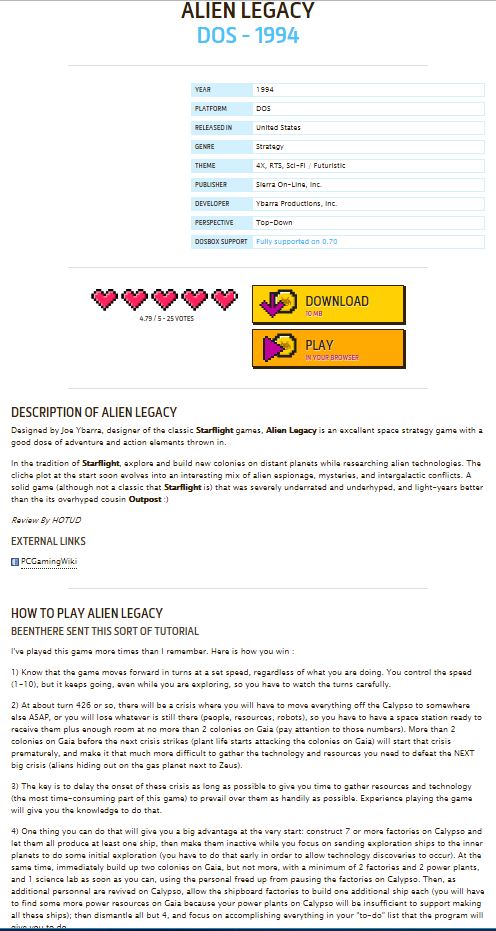 ALIEN LEGACY
DOS - 1994
YEAR 1994
PLATFORM DOS
RELEASED IN United States
GENRE Strategy
THEME 4X, RTS, Sci-Fi / Futuristic
PUBLISHER Sierra On-Line, Inc.
DEVELOPER Ybarra Productions, Inc.
PERSPECTIVE Top-Down
DOSBOX SUPPORT Fully supported on 0.70
4.79 / 5 - 25 VOTES
DOWNLOAD
10 MB
PLAY
IN YOUR BROWSER
DESCRIPTION OF ALIEN LEGACY
Designed by Joe Ybarra, designer of the classic Starflight games, Alien Legacy is an excellent space strategy game with a
good dose of adventure and action elements thrown in.
In the tradition of Starflight, explore and build new colonies on distant planets while researching alien technologies. The
cliche plot at the start soon evolves into an interesting mix of alien espionage, mysteries, and intergalactic conflicts. A
solid game (although not a classic that Starflight is) that was severely underrated and underhyped, and light-years better
than the its overhyped cousin Outpost :)
Review By HOTUD
EXTERNAL LINKS
PCGamingWiki
HOW TO PLAY ALIEN LEGACY
BEENTHERE SENT THIS SORT OF TUTORIAL
I've played this game more times than I remember. Here is how you win :
1) Know that the game moves forward in turns at a set speed, regardless of what you are doing. You control the speed
(1-10), but it keeps going, even while you are exploring, so you have to watch the turns carefully.
2) At about turn 426 or so, there will be a crisis where you will have to move everything off the Calypso to somewhere
else ASAP, or you will lose whatever is still there (people, resources, robots), so you have to have a space station ready to
receive them plus enough room at no more than 2 colonies on Gaia (pay attention to those numbers). More than 2
colonies on Gaia before the next crisis strikes (plant life starts attacking the colonies on Gaia) will start that crisis
prematurely, and make it that much more difficult to gather the technology and resources you need to defeat the NEXT
big crisis (aliens hiding out on the gas planet next to Zeus).
3) The key is to delay the onset of these crisis as long as possible to give you time to gather resources and technology
(the most time-consuming part of this game) to prevail over them as handily as possible. Experience playing the game
will give you the knowledge to do that.
4) One thing you can do that will give you a big advantage at the very start: construct 7 or more factories on Calypso and
let them all produce at least one ship, then make them inactive while you focus on sending exploration ships to the inner
planets to do some initial exploration (you have to do that early in order to allow technology discoveries to occur). At the
same time, immediately build up two colonies on Gaia, but not more, with a minimum of 2 factories and 2 power plants,
and 1 science lab as soon as you can, using the personal freed up from pausing the factories on Calypso. Then, as
additional personnel are revived on Calypso, allow the shipboard factories to build one additional ship each (you will have
to find some more power resources on Gaia because your power plants on Calypso will be insufficient to support making
all these ships); then dismantle all but 4, and focus on accomplishing everything in your "to-do" list that the program will
give you to do.